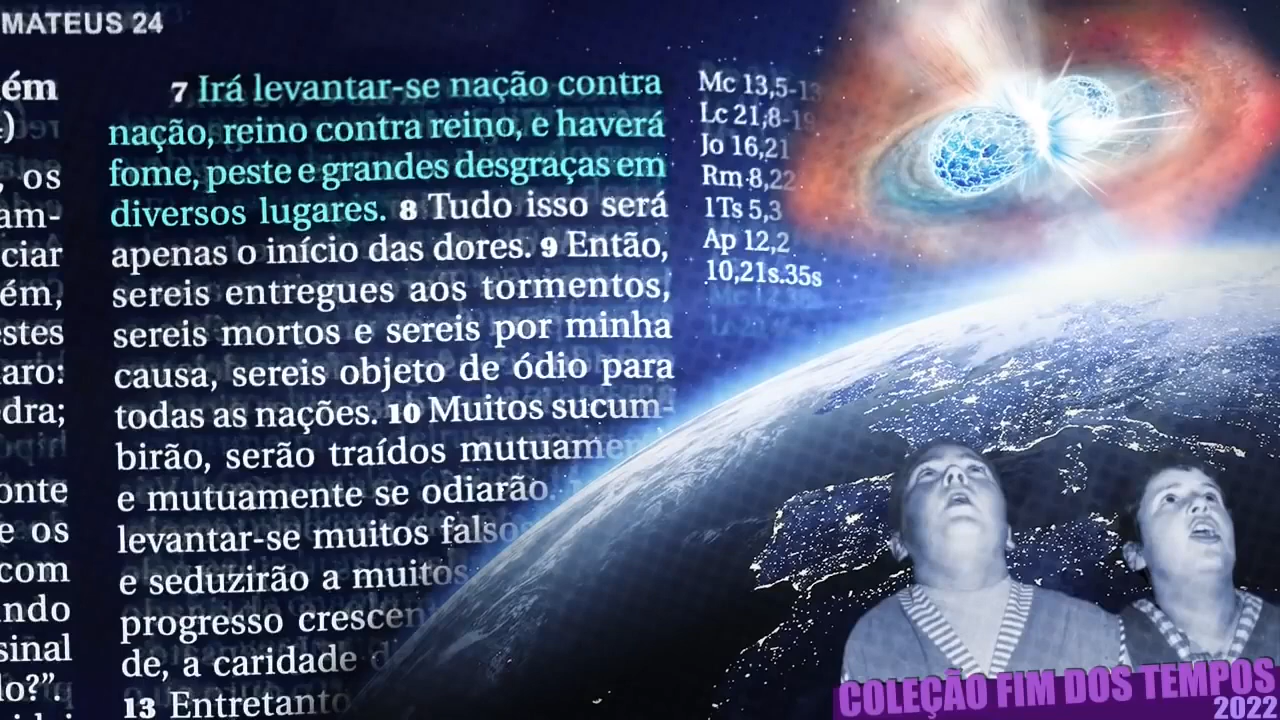 MATEUS 24
ém
)
, os
am-
ciar
ém,
estes
aro:
dra;
onte
e os
com
ndo
sinal
lo?”.
7 Irá levantar-se nação contra
nação, reino contra reino, e haverá
fome, peste e grandes desgraças em
diversos lugares. 8 Tudo isso será
apenas o início das dores. 9 Então,
sereis entregues aos tormentos,
sereis mortos e sereis por minha
causa, sereis objeto de ódio para
todas as nações. 10 Muitos sucum-
birão, serão traídos mutuamen
e mutuamente se odiarão.
levantar-se muitos falsos
e seduzirão a muitos
progresso crescen
de, a caridade d
13 Entretanto
Mc 13,5-13
Lc 21,8-19
Jo 16,21
Rm 8,22
1Ts 5,3
Ap 12,2
10,21s.35s
COLEÇÃO FIM DOS TEMPOS
2022